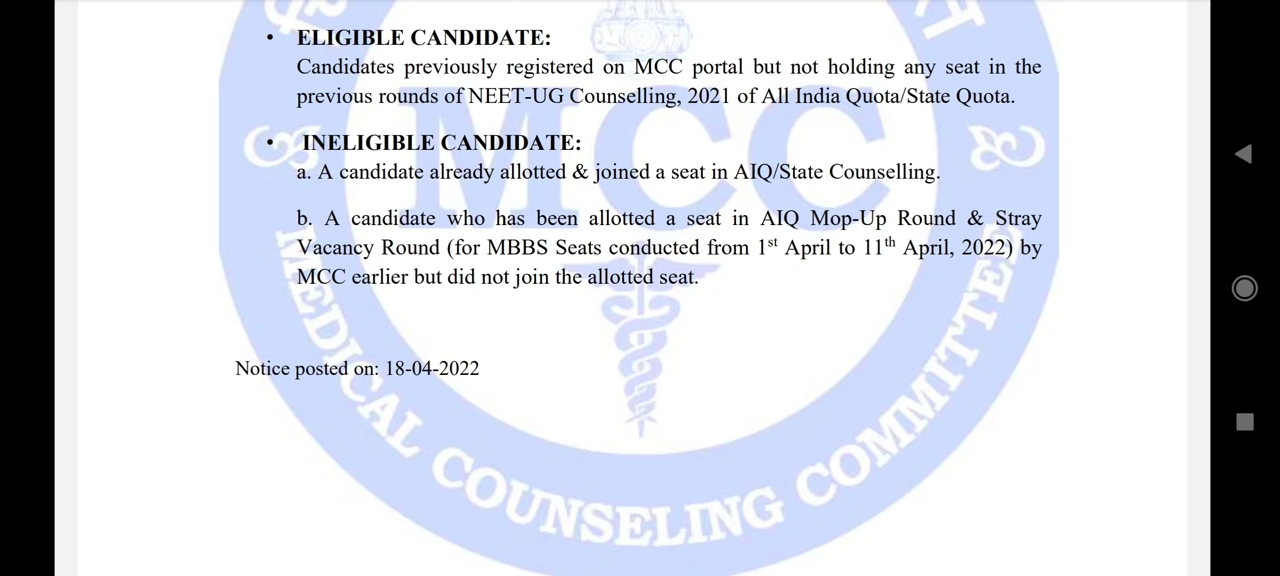 • ELIGIBLE CANDIDATE:
Candidates previously registered on MCC portal but not holding any seat in the
previous rounds of NEET-UG Counselling, 2021 of All India Quota/State Quota.
• INELIGIBLE CANDIDATE:
a. A candidate already allotted & joined a seat in AIQ/State Counselling.
b. A candidate who has been allotted a seat in AIQ Mop-Up Round & Stray
Vacancy Round (for MBBS Seats conducted from 1st April to 11th April, 2022) by
MCC earlier but did not join the allotted seat.
Notice posted on: 18-04-2022
MCC
MEDICAL COUNSELING COMMITTEE